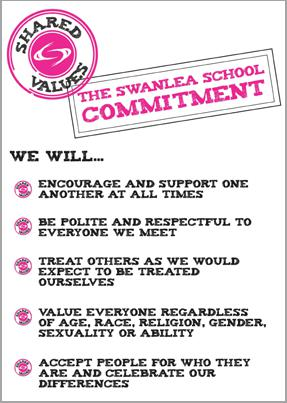 SHARED
VALUES
THE SWANLEA SCHOOL
COMMITMENT
WE WILL...
ENCOURAGE AND SUPPORT ONE
ANOTHER AT ALL TIMES
BE POLITE AND RESPECTFUL TO
EVERYONE WE MEET
TREAT OTHERS AS WE WOULD
EXPECT TO BE TREATED
OURSELVES
VALUE EVERYONE REGARDLESS
OF AGE, RACE, RELIGION, GENDER,
SEXUALITY OR ABILITY
ACCEPT PEOPLE FOR WHO THEY
ARE AND CELEBRATE OUR
DIFFERENCES